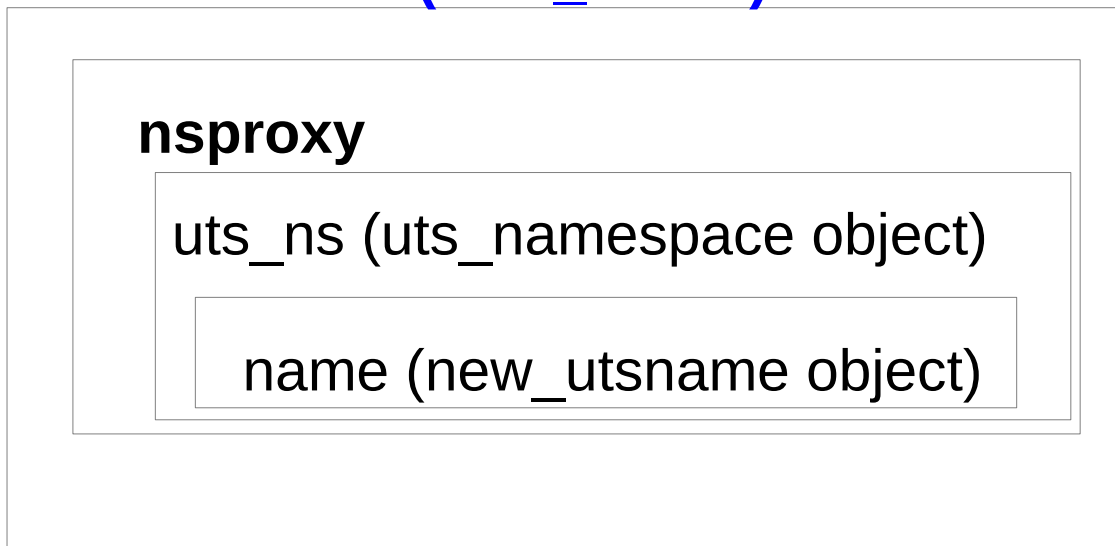 nsproxy
uts_ns (uts_namespace object)
name (new_utsname object)